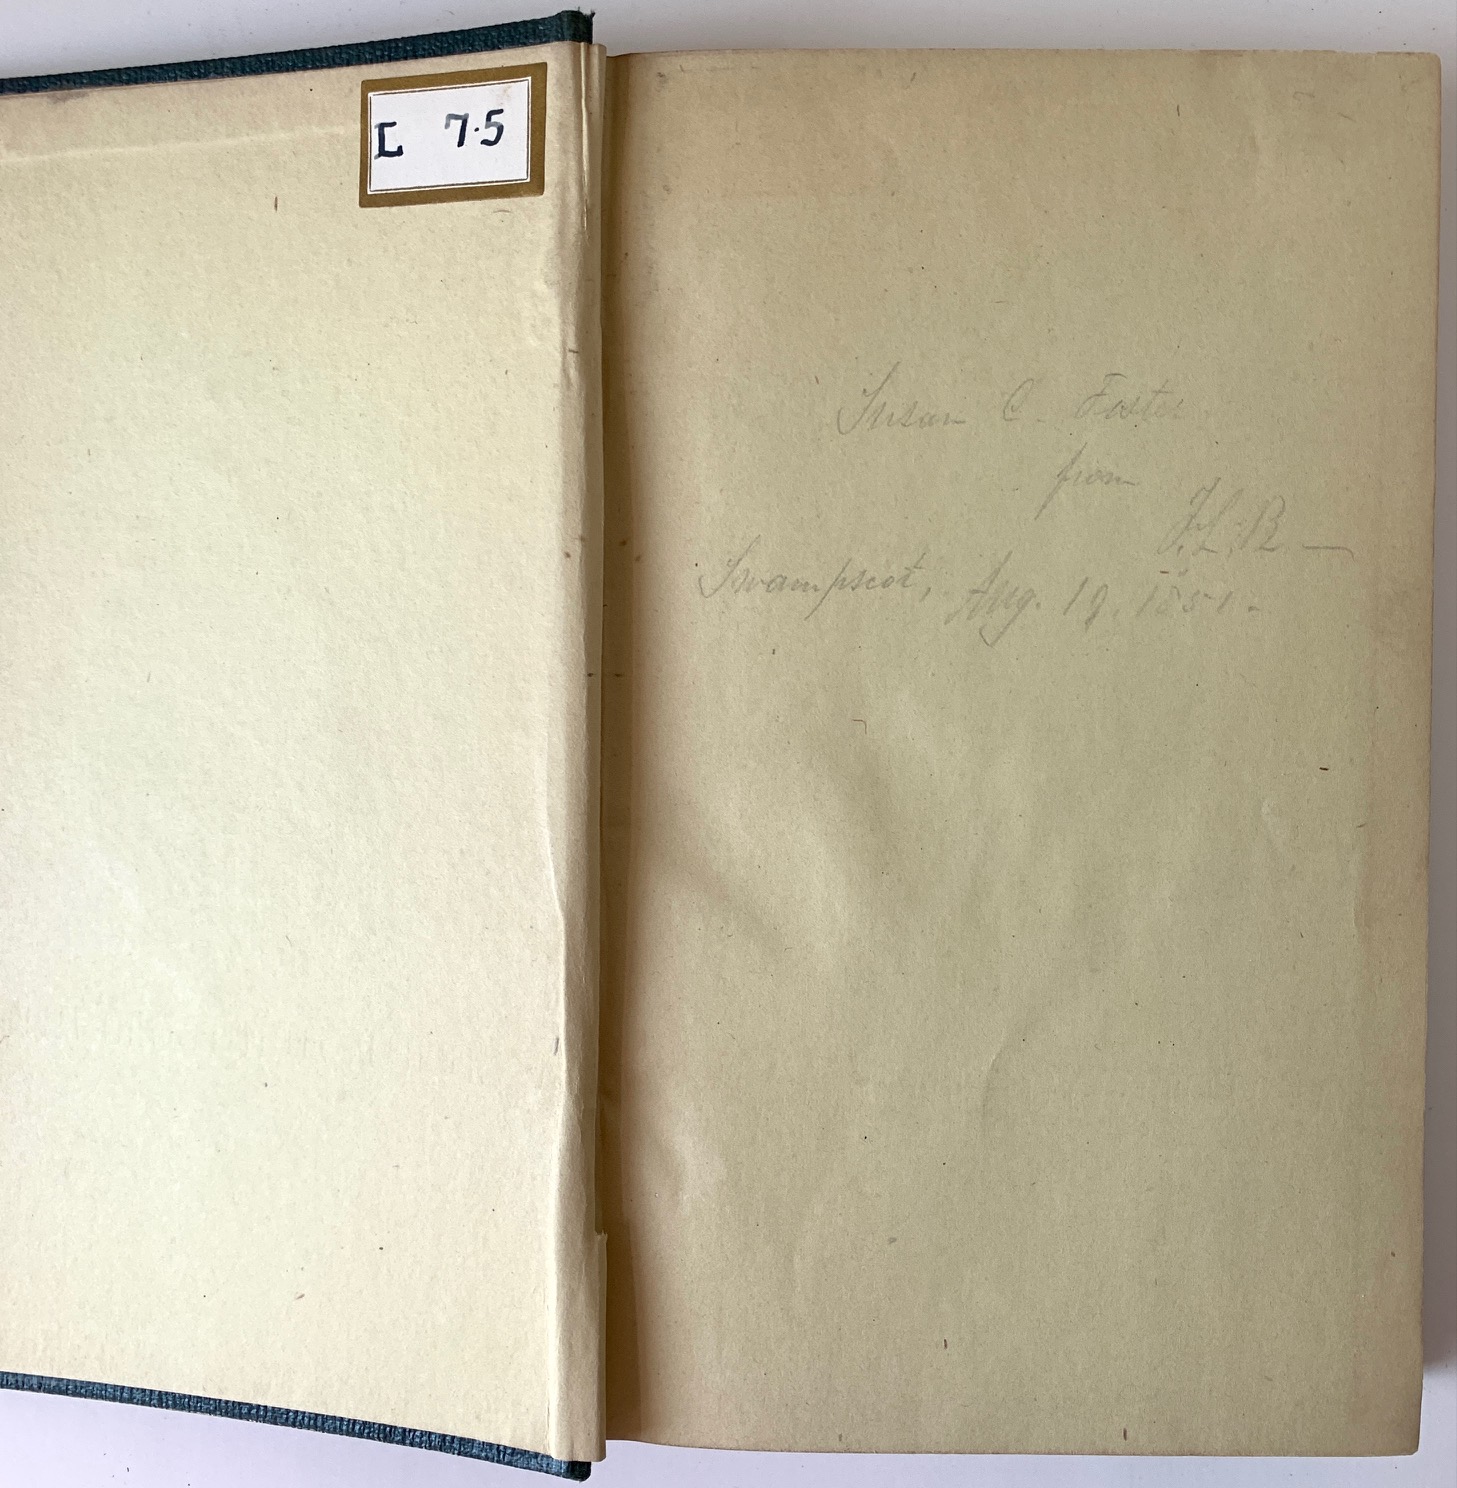 L 7.5
Susan C. Foster
from
F.L.B —
Swampscot, Aug. 19. 1851.